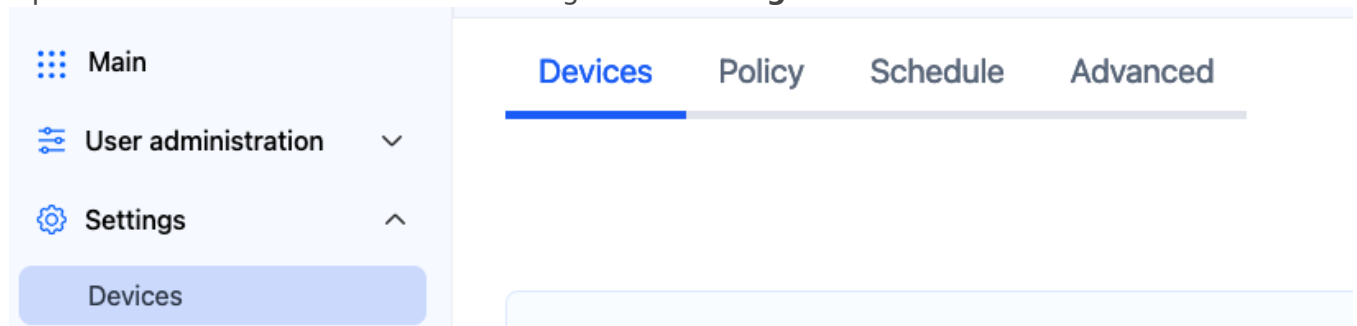 Main
User administration
Settings
Devices
Devices Policy Schedule Advanced